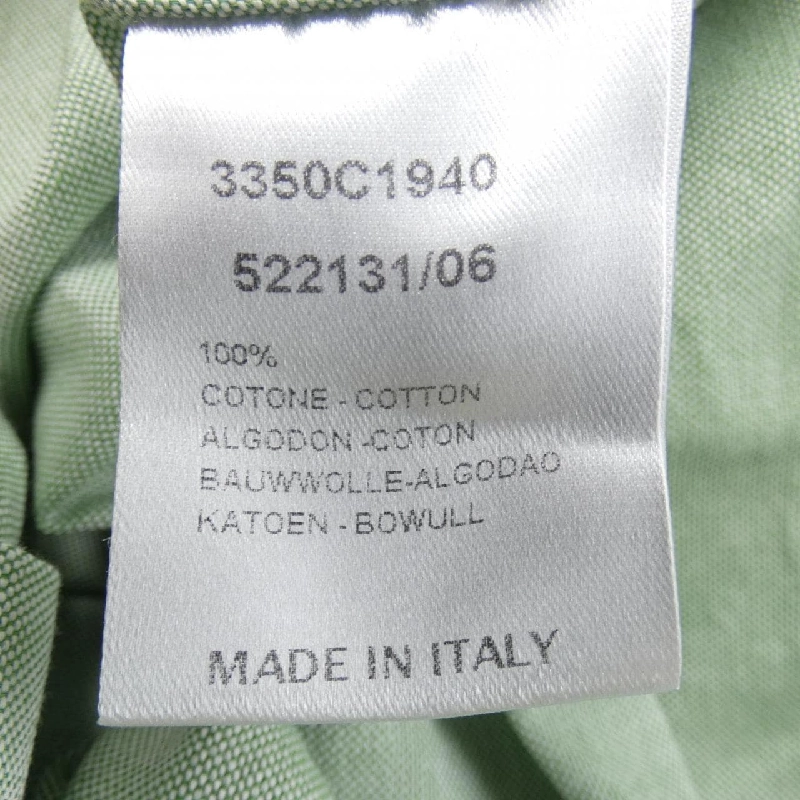 3350C1940
522131/06
100%
COTONE - COTTON
ALGODON -COTON
BAUWWOLLE-ALGODAO
KATOEN - BOWULL
MADE IN ITALY